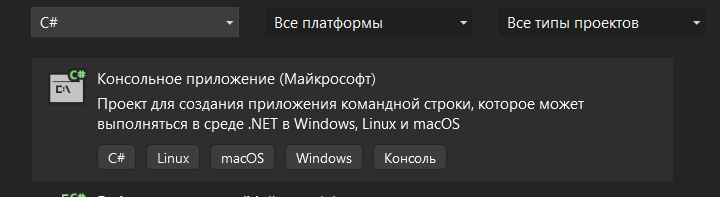 C# Все платформы Все типы проектов
C#
C:\
Консольное приложение (Майкрософт)
Проект для создания приложения командной строки, которое может
выполняться в среде .NET в Windows, Linux и macOS
C# Linux macOS Windows Консоль
C#